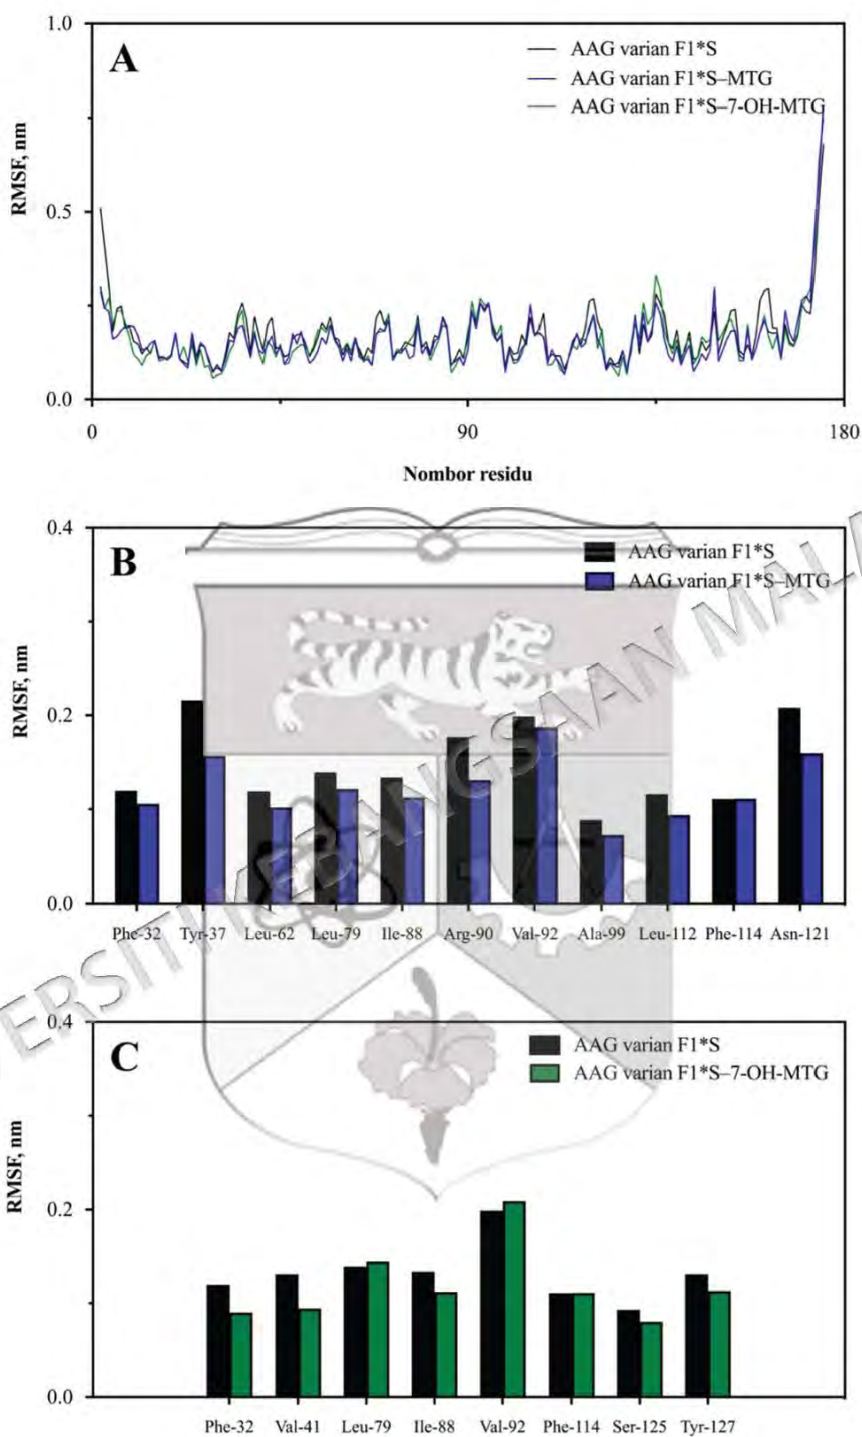 1.0
A
AAG varian F1*S
AAG varian F1*S–MTG
AAG varian F1*S–7-OH-MTG
RMSF, nm
0.5
0.0
0 90 180
Nombor residu
0.4
B
AAG varian F1*S
AAG varian F1*S–MTG
RMSF, nm
0.2
0.0
Phe-32 Tyr-37 Leu-62 Leu-79 Ile-88 Arg-90 Val-92 Ala-99 Leu-112 Phe-114 Asn-121
ERSITI KEBANGSAAN MALA
0.4
C
AAG varian F1*S
AAG varian F1*S–7-OH-MTG
RMSF, nm
0.2
0.0
Phe-32 Val-41 Leu-79 Ile-88 Val-92 Phe-114 Ser-125 Tyr-127